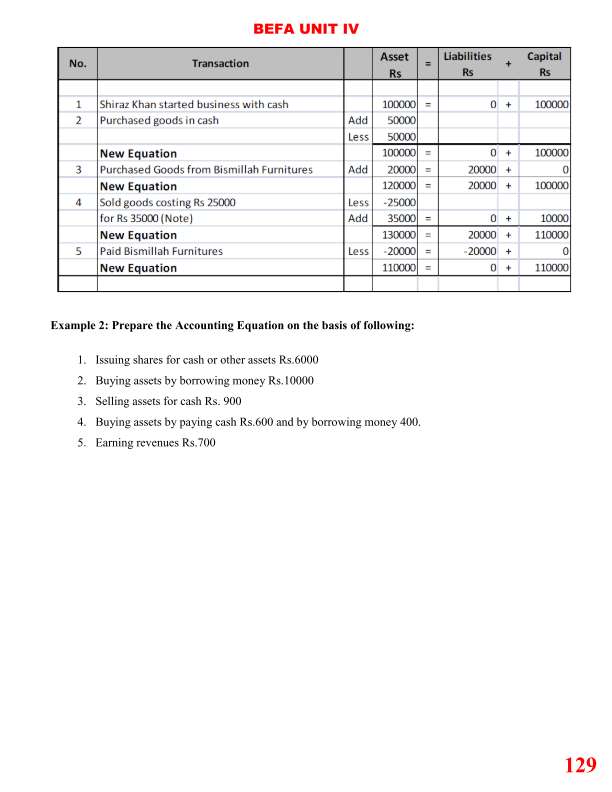 BEFA UNIT IV
No. Transaction Asset Rs = Liabilities Rs + Capital Rs
1 Shiraz Khan started business with cash 100000 = 0 + 100000
2 Purchased goods in cash Add 50000
Less 50000
New Equation 100000 = 0 + 100000
3 Purchased Goods from Bismillah Furnitures Add 20000 = 20000 + 0
New Equation 120000 = 20000 + 100000
4 Sold goods costing Rs 25000 Less -25000
for Rs 35000 (Note) Add 35000 = 0 + 10000
New Equation 130000 = 20000 + 110000
5 Paid Bismillah Furnitures Less -20000 = -20000 + 0
New Equation 110000 = 0 + 110000
Example 2: Prepare the Accounting Equation on the basis of following:
1. Issuing shares for cash or other assets Rs.6000
2. Buying assets by borrowing money Rs.10000
3. Selling assets for cash Rs. 900
4. Buying assets by paying cash Rs.600 and by borrowing money 400.
5. Earning revenues Rs.700
129